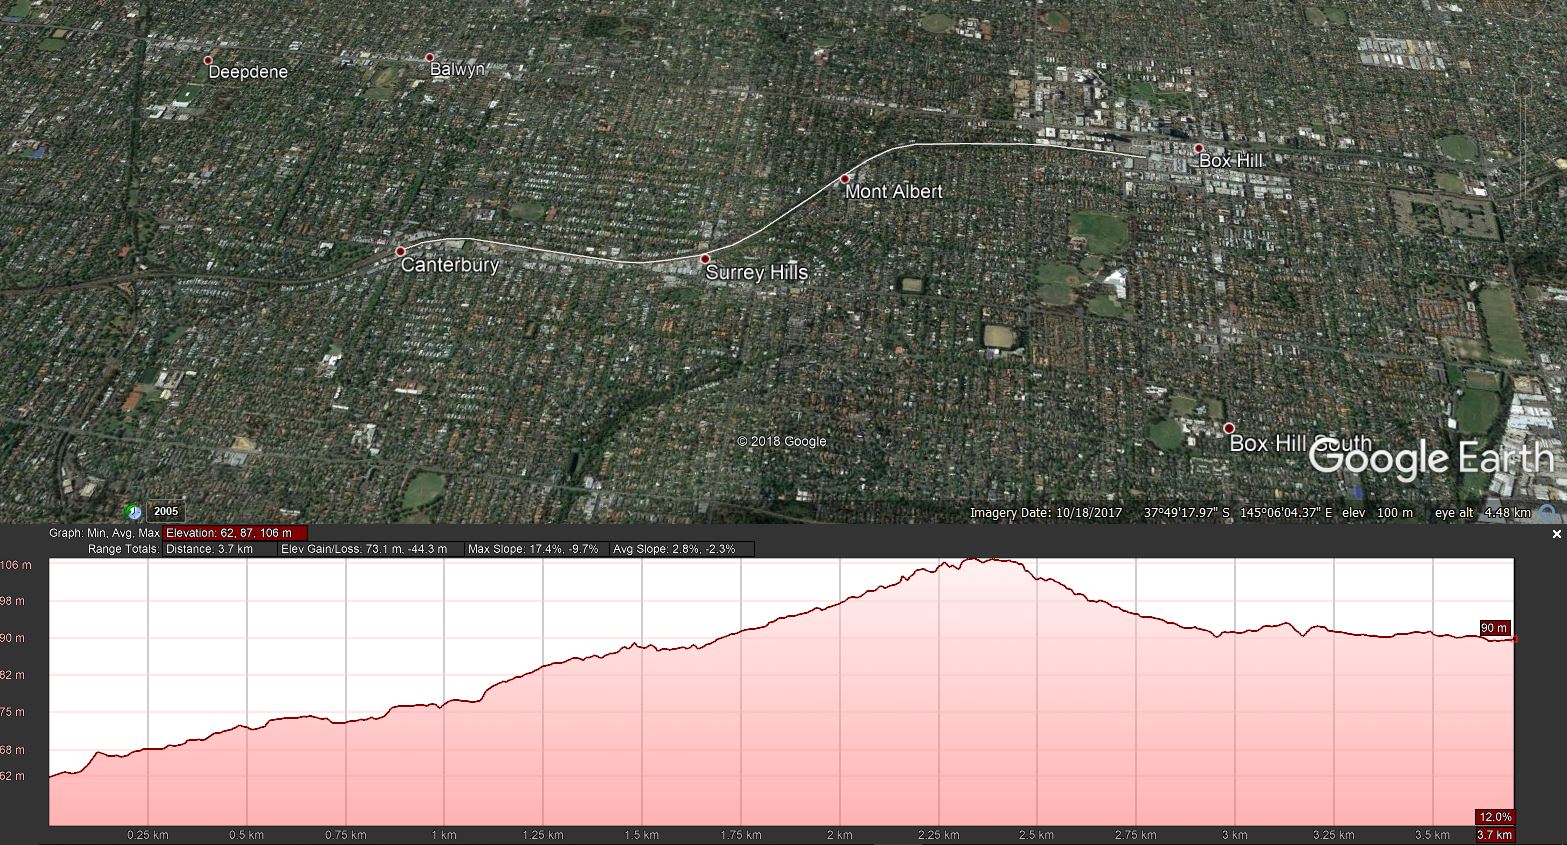 Deepdene
Balwyn
Box Hill
Mont Albert
Canterbury
Surrey Hills
© 2018 Google
Box Hill South
Google Earth
2005
Imagery Date: 10/18/2017 37°49'17.97" S 145°06'04.37" E elev 100 m eye alt 4.48 km
Graph: Min, Avg, Max Elevation: 62, 87, 106 m
Range Totals: Distance: 3.7 km Elev Gain/Loss: 73.1 m, -44.3 m Max Slope: 17.4%, -9.7% Avg Slope: 2.8%, -2.3%
106 m
98 m
90 m
90 m
82 m
75 m
68 m
62 m
12.0%
0.25 km 0.5 km 0.75 km 1 km 1.25 km 1.5 km 1.75 km 2 km 2.25 km 2.5 km 2.75 km 3 km 3.25 km 3.5 km 3.7 km